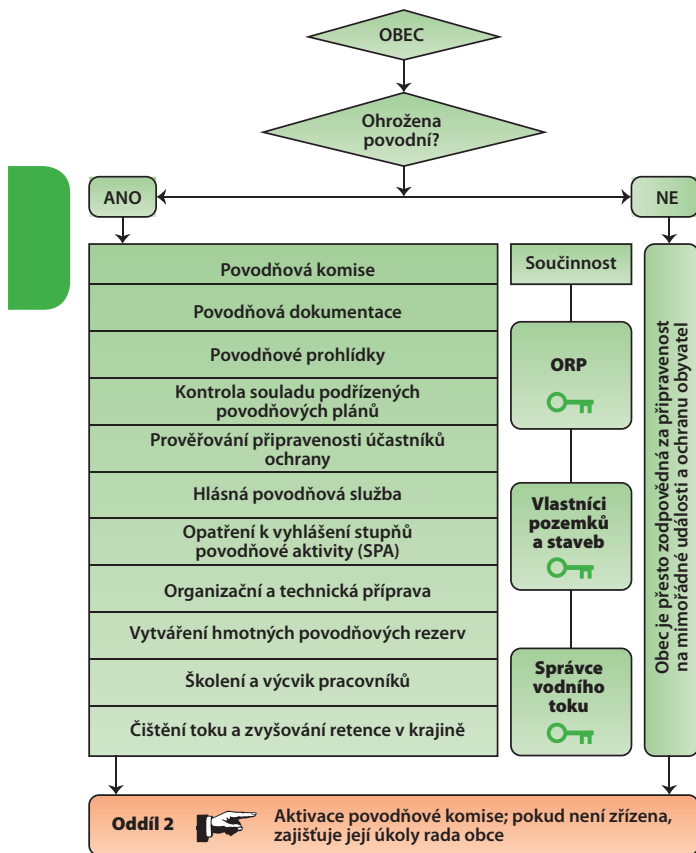 OBEC
Ohrožena
povodní?
ANO
NE
Povodňová komise
Povodňová dokumentace
Povodňové prohlídky
Kontrola souladu podřízených
povodňových plánů
Prověřování připravenosti účastníků
ochrany
Hlásná povodňová služba
Opatření k vyhlášení stupňů
povodňové aktivity (SPA)
Organizační a technická příprava
Vytváření hmotných povodňových rezerv
Školení a výcvik pracovníků
Čištění toku a zvyšování retence v krajině
Součinnost
ORP
Vlastníci
pozemků
a staveb
Správce
vodního
toku
Obec je přesto zodpovědná za připravenost
na mimořádné události a ochranu obyvatel
Oddíl 2
Aktivace povodňové komise; pokud není zřízena,
zajišťuje její úkoly rada obce